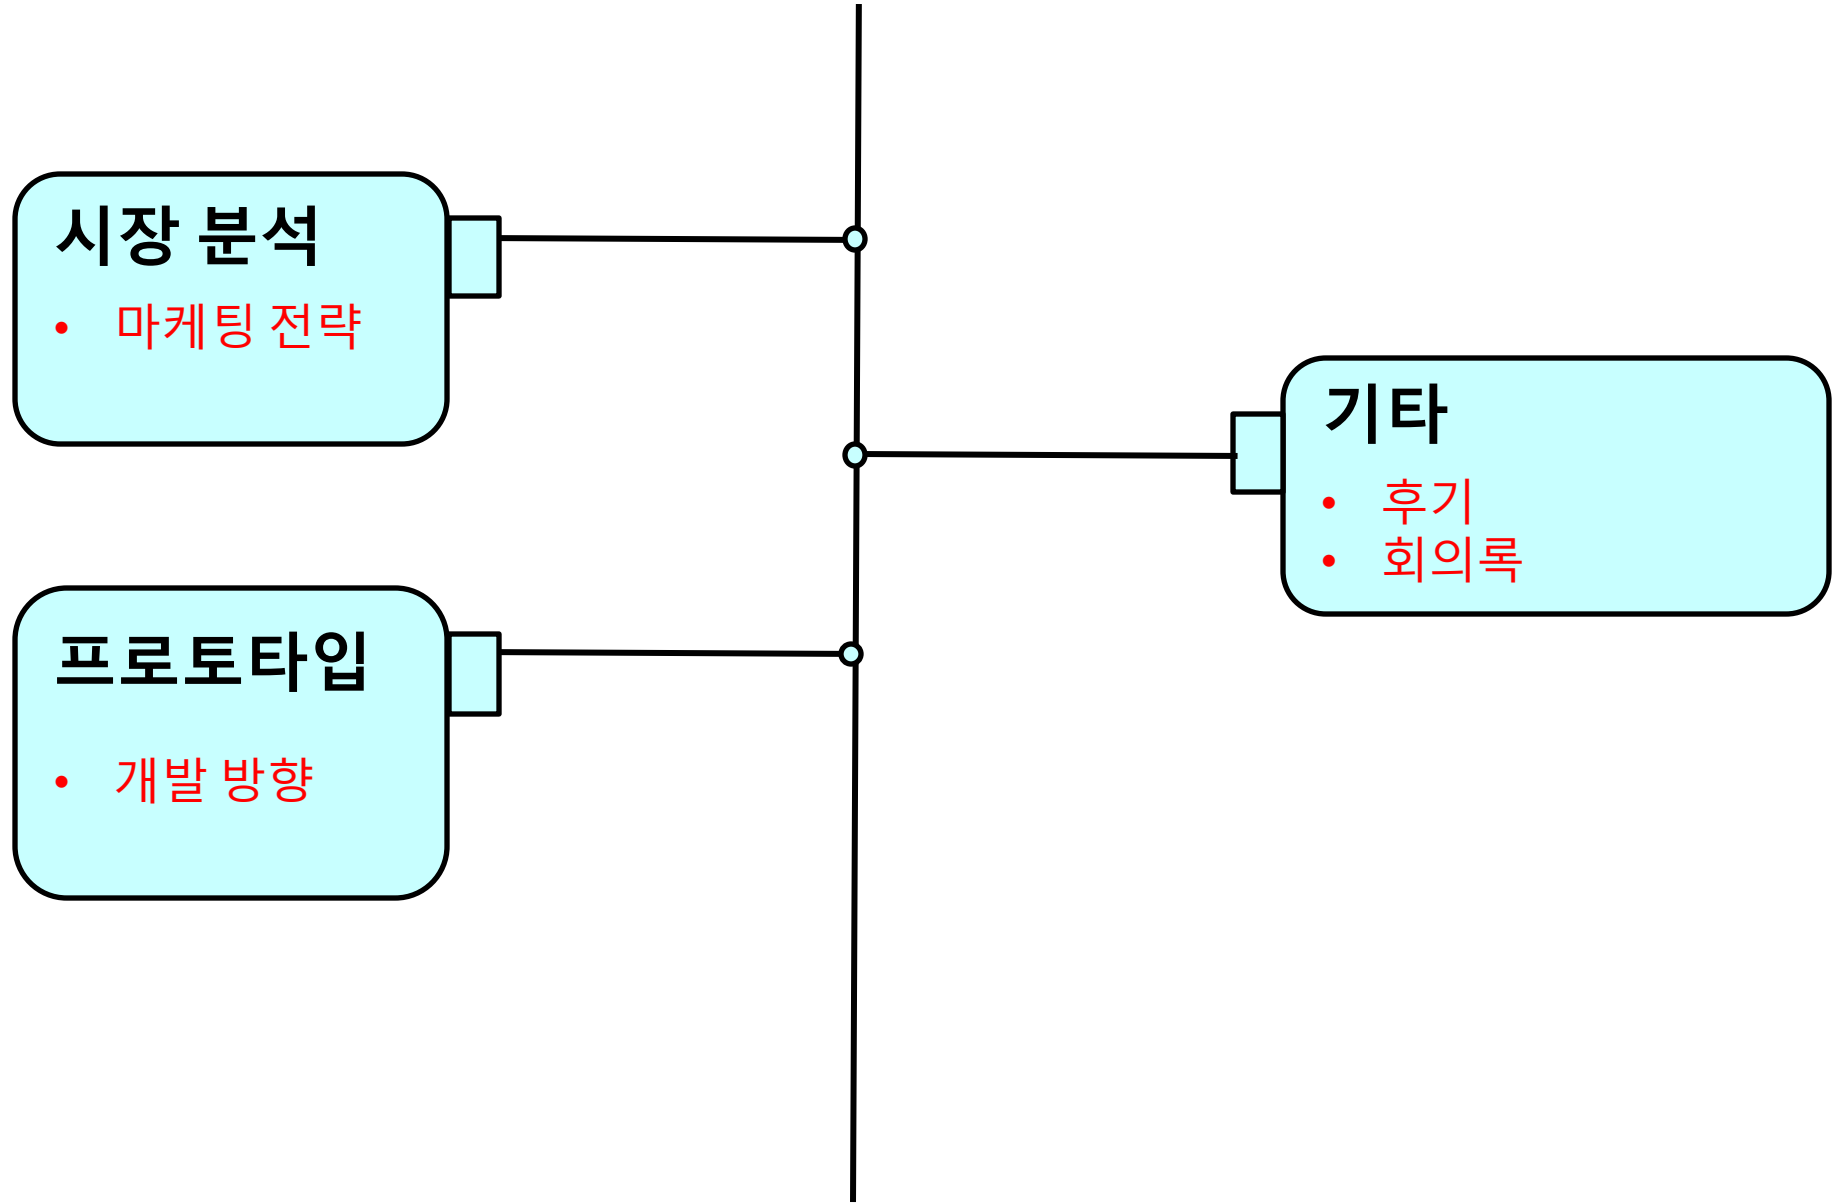 시장 분석
• 마케팅 전략
기타
• 후기
• 회의록
프로토타입
• 개발 방향